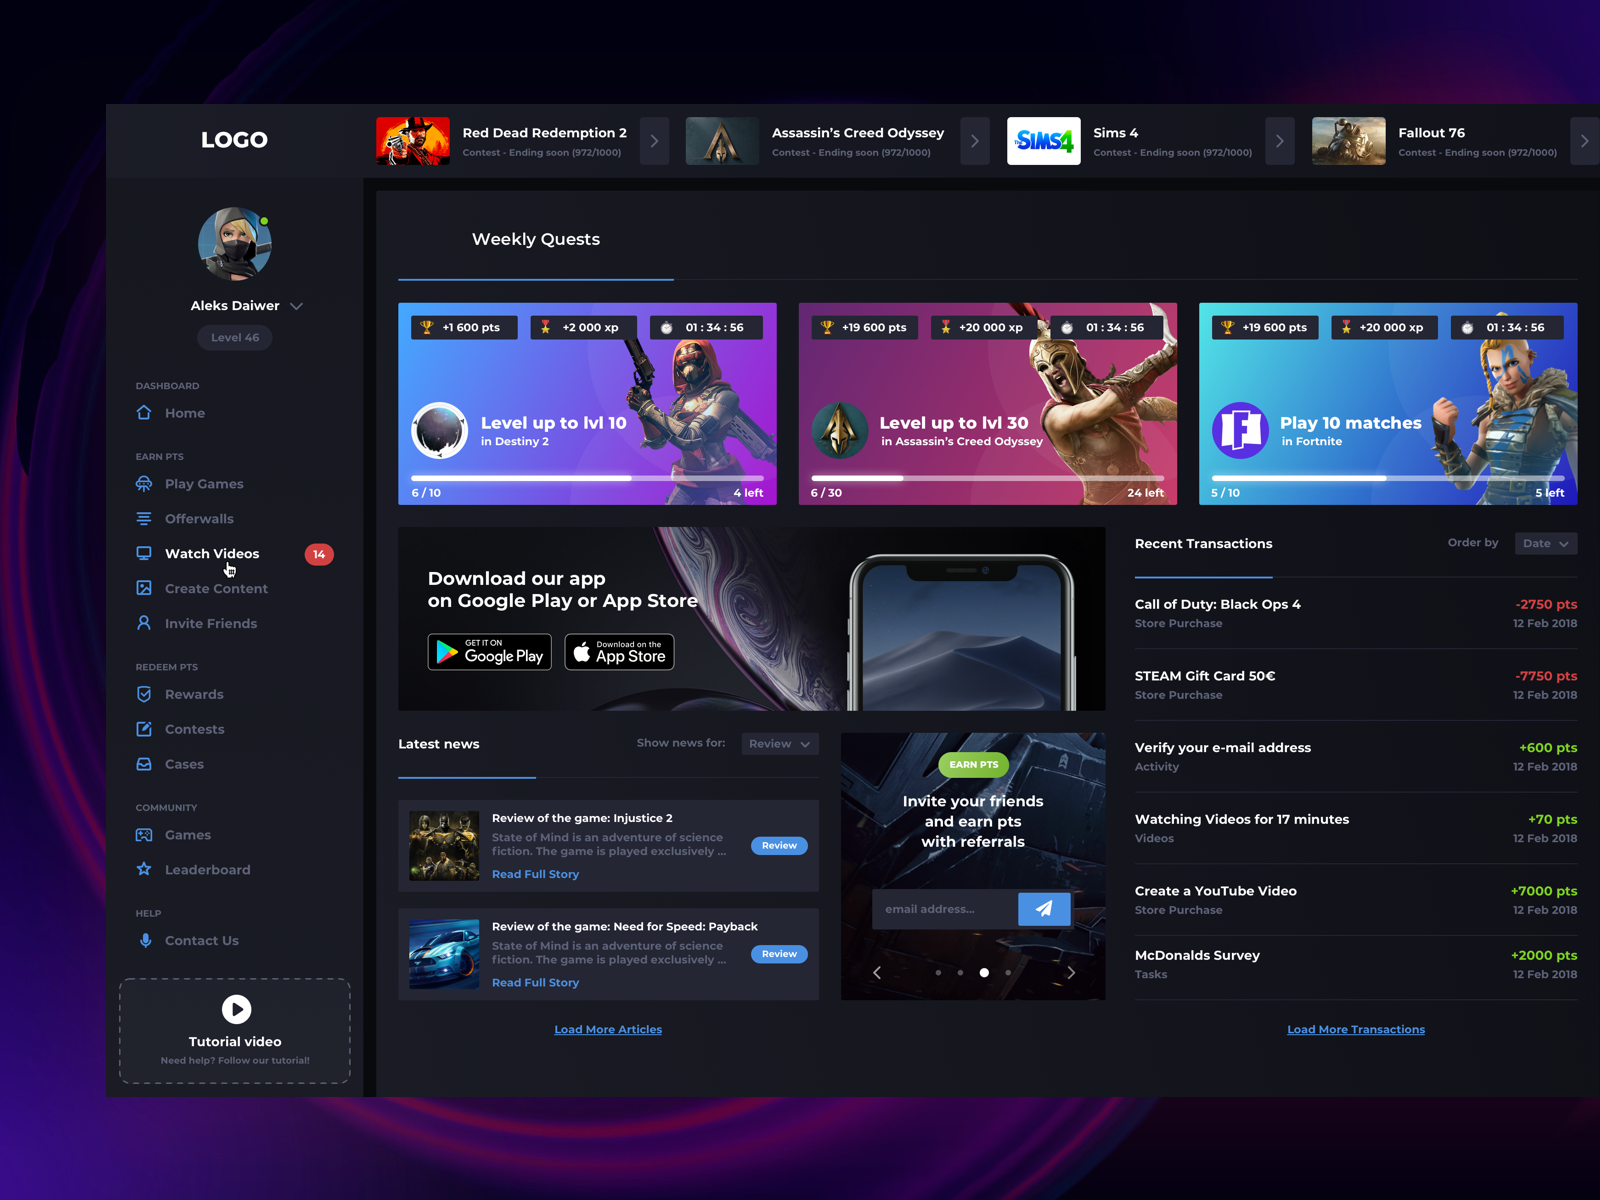 LOGO
Red Dead Redemption 2
Contest - Ending soon (972/1000)
Assassin's Creed Odyssey
Contest - Ending soon (972/1000)
THE SIMS 4
Sims 4
Contest - Ending soon (972/1000)
Fallout 76
Contest - Ending soon (972/1000)
Aleks Daiwer
Level 46
DASHBOARD
Home
EARN PTS
Play Games
Offerwalls
Watch Videos
14
Create Content
Invite Friends
REDEEM PTS
Rewards
Contests
Cases
COMMUNITY
Games
Leaderboard
HELP
Contact Us
Tutorial video
Need help? Follow our tutorial!
Weekly Quests
+1 600 pts
+2 000 xp
01 : 34 : 56
Level up to lvl 10
in Destiny 2
6 / 10
4 left
+19 600 pts
+20 000 xp
01 : 34 : 56
Level up to lvl 30
in Assassin's Creed Odyssey
6 / 30
24 left
+19 600 pts
+20 000 xp
01 : 34 : 56
F
Play 10 matches
in Fortnite
5 / 10
5 left
Download our app
on Google Play or App Store
GET IT ON
Google Play
Download on the
App Store
Latest news
Show news for:
Review
Review of the game: Injustice 2
State of Mind is an adventure of science
fiction. The game is played exclusively ...
Read Full Story
Review
Review of the game: Need for Speed: Payback
State of Mind is an adventure of science
fiction. The game is played exclusively ...
Read Full Story
Review
Load More Articles
EARN PTS
Invite your friends
and earn pts
with referrals
email address...
Recent Transactions
Order by
Date
Call of Duty: Black Ops 4
-2750 pts
Store Purchase
12 Feb 2018
STEAM Gift Card 50€
-7750 pts
Store Purchase
12 Feb 2018
Verify your e-mail address
+600 pts
Activity
12 Feb 2018
Watching Videos for 17 minutes
+70 pts
Videos
12 Feb 2018
Create a YouTube Video
+7000 pts
Store Purchase
12 Feb 2018
McDonalds Survey
+2000 pts
Tasks
12 Feb 2018
Load More Transactions